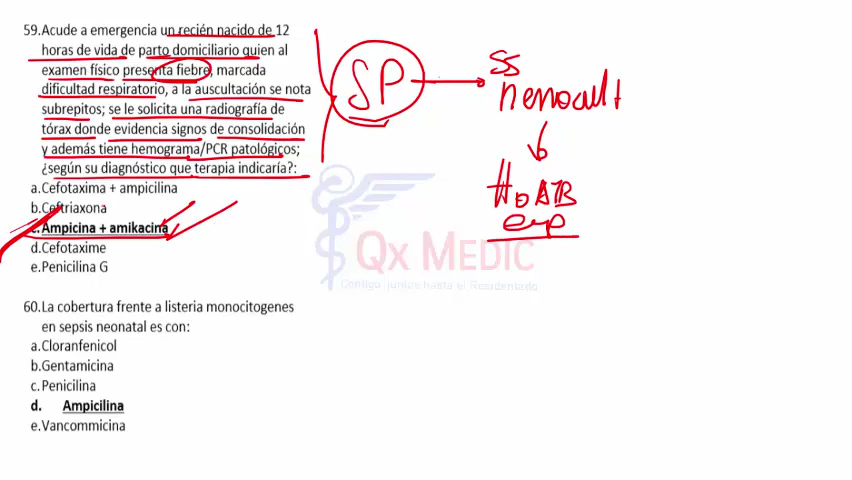 59.Acude a emergencia un recién nacido de 12
horas de vida de parto domiciliario quien al
examen físico presenta fiebre, marcada
dificultad respiratorio, a la auscultación se nota
subrepitos; se le solicita una radiografía de
tórax donde evidencia signos de consolidación
y además tiene hemograma/PCR patológicos;
¿según su diagnóstico que terapia indicaría?:
a.Cefotaxima + ampicilina
b.Ceftriaxona
c.Ampicina + amikacina
d.Cefotaxime
e.Penicilina G
60.La cobertura frente a listeria monocitogenes
en sepsis neonatal es con:
a.Cloranfenicol
b.Gentamicina
c.Penicilina
d. Ampicilina
e.Vancommicina
SP
SS
hemocult
ATB
emp
Qx MEDIC
Contigo juntos hasta el Residentado